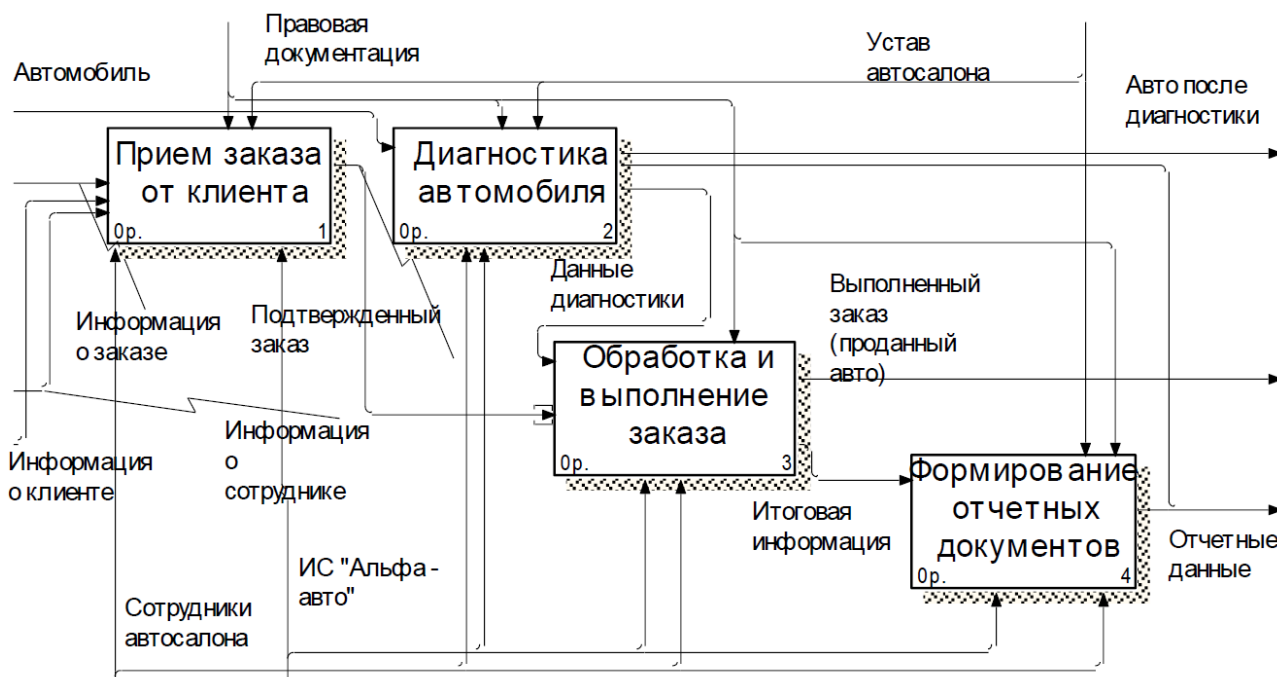 Правовая
документация
Устав
автосалона
Автомобиль
Авто после
диагностики
Прием заказа
от клиента
0р.
1
Диагностика
автомобиля
0р.
2
Данные
диагностики
Информация
о заказе
Подтвержденный
заказ
Выполненный
заказ
(проданный
авто)
Обработка и
выполнение
заказа
0р.
3
Информация
о клиенте
Информация
о
сотруднике
Формирование
отчетных
документов
0р.
4
Итоговая
информация
Отчетные
данные
ИС "Альфа -
авто"
Сотрудники
автосалона